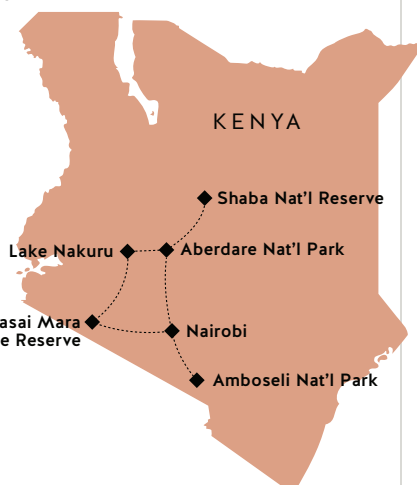 KENYA
Shaba Nat'l Reserve
Lake Nakuru
Aberdare Nat'l Park
asai Mara
e Reserve
Nairobi
Amboseli Nat'l Park